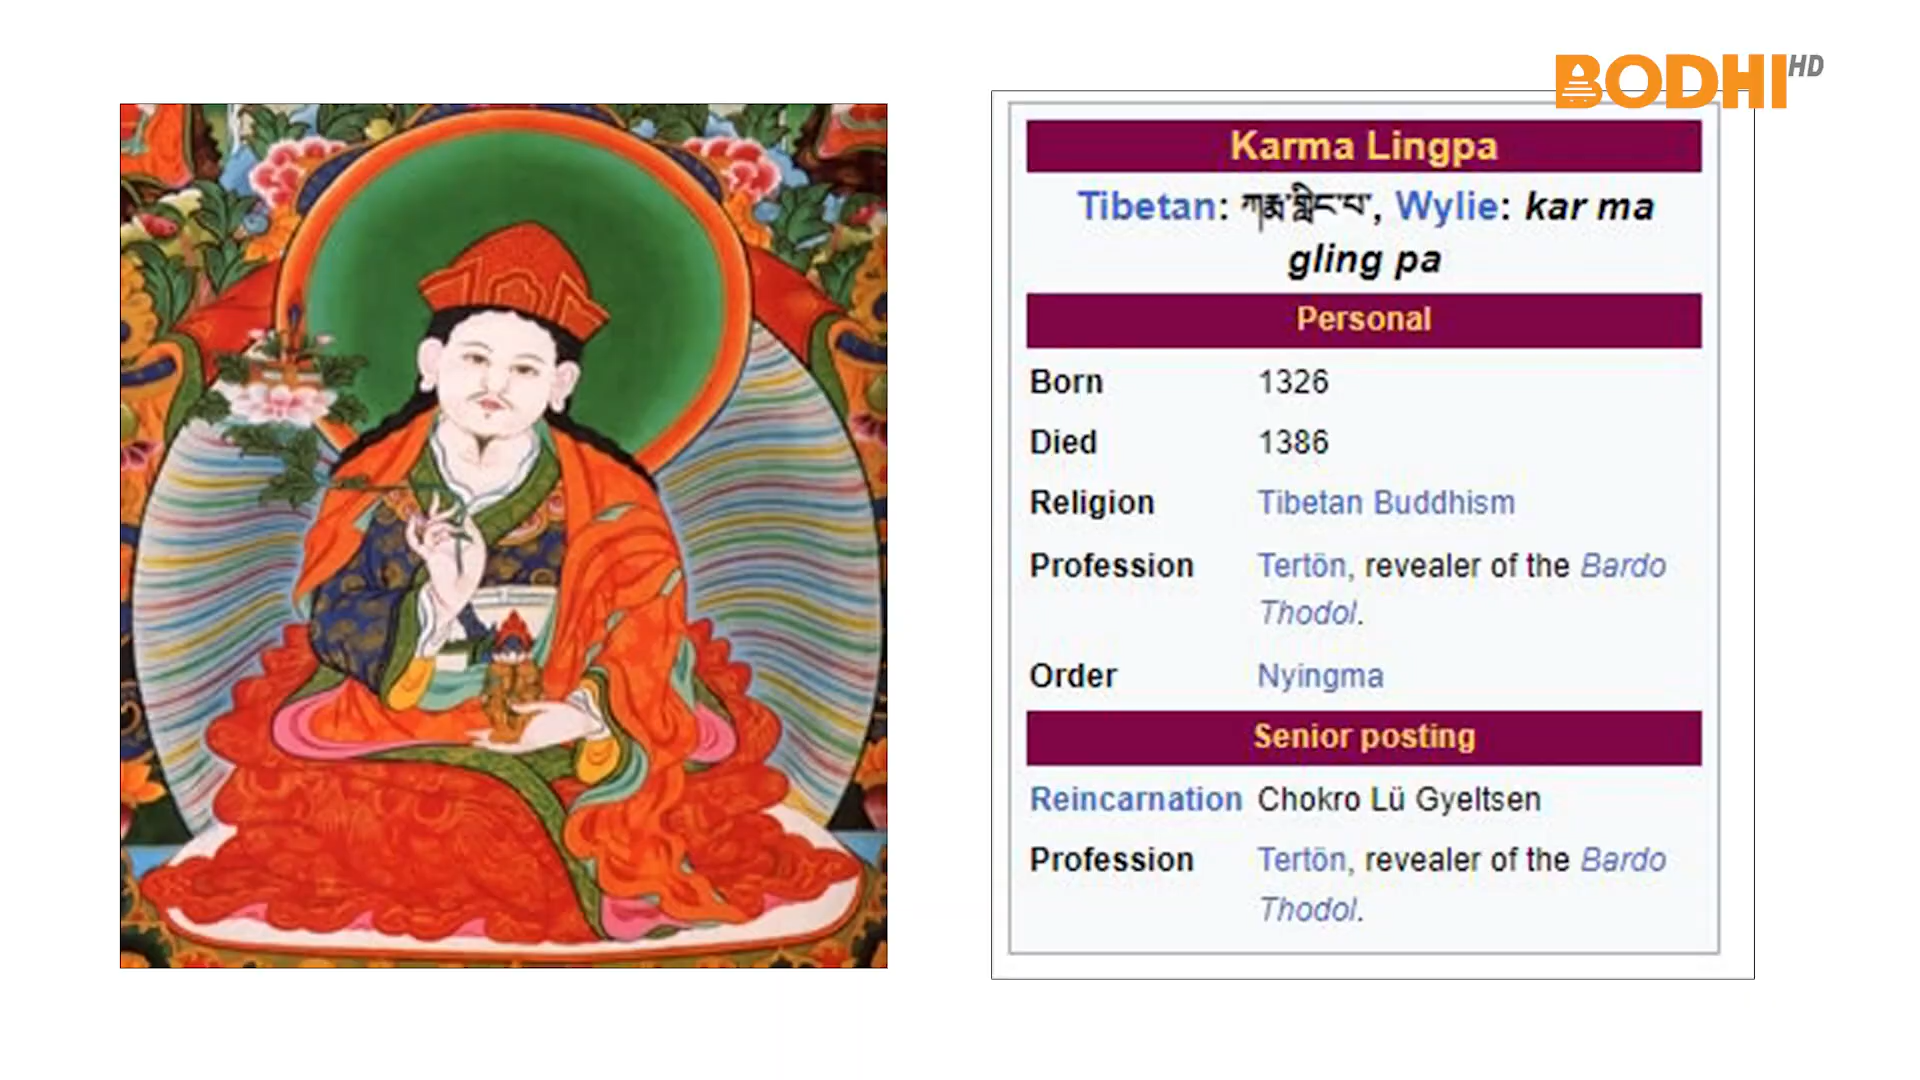 BODHI HD
Karma Lingpa
Tibetan: ཀརྨ་གླིང་པ་, Wylie: kar ma
gling pa
Personal
Born 1326
Died 1386
Religion Tibetan Buddhism
Profession Tertön, revealer of the Bardo
Thodol.
Order Nyingma
Senior posting
Reincarnation Chokro Lü Gyeltsen
Profession Tertön, revealer of the Bardo
Thodol.